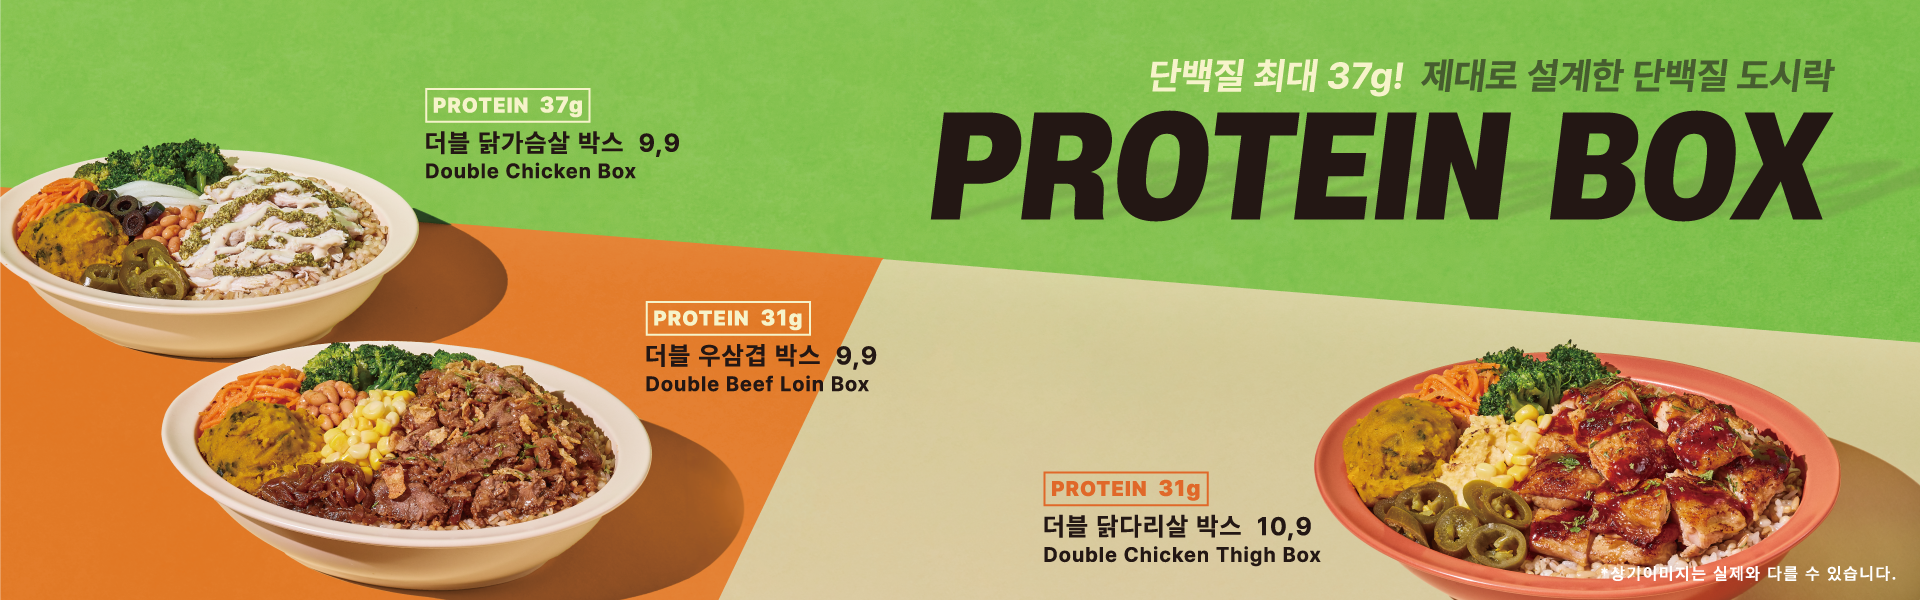 단백질 최대 37g! 제대로 설계한 단백질 도시락
PROTEIN BOX
PROTEIN 37g
더블 닭가슴살 박스 9,9
Double Chicken Box
PROTEIN 31g
더블 우삼겹 박스 9,9
Double Beef Loin Box
PROTEIN 31g
더블 닭다리살 박스 10,9
Double Chicken Thigh Box
*상기이미지는 실제와 다를 수 있습니다.